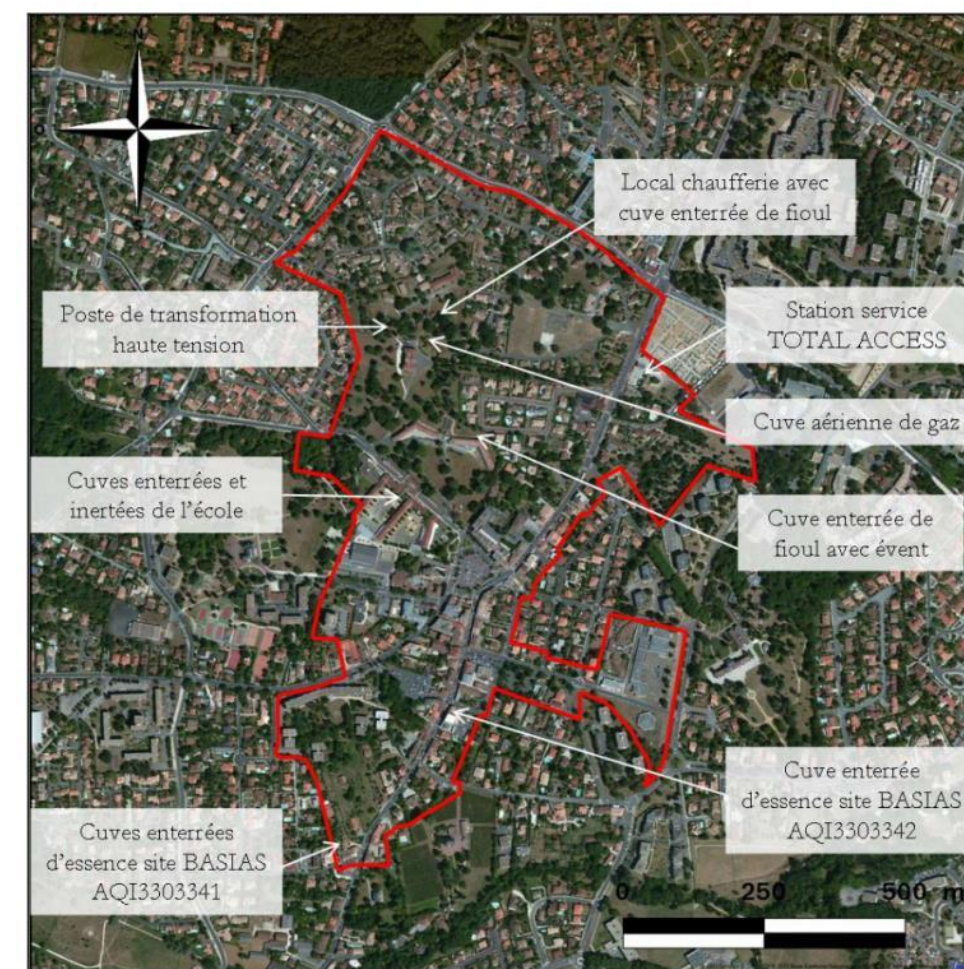 N
O
E
Local chaufferie avec
cuve enterrée de fioul
Poste de transformation
haute tension
Station service
TOTAL ACCESS
Cuve aérienne de gaz
Cuves enterrées et
inertées de l'école
Cuve enterrée de
fioul avec évent
Cuve enterrée
d'essence site BASIAS
AQI3303342
Cuves enterrées
d'essence site BASIAS
AQI3303341
0 250 500 m